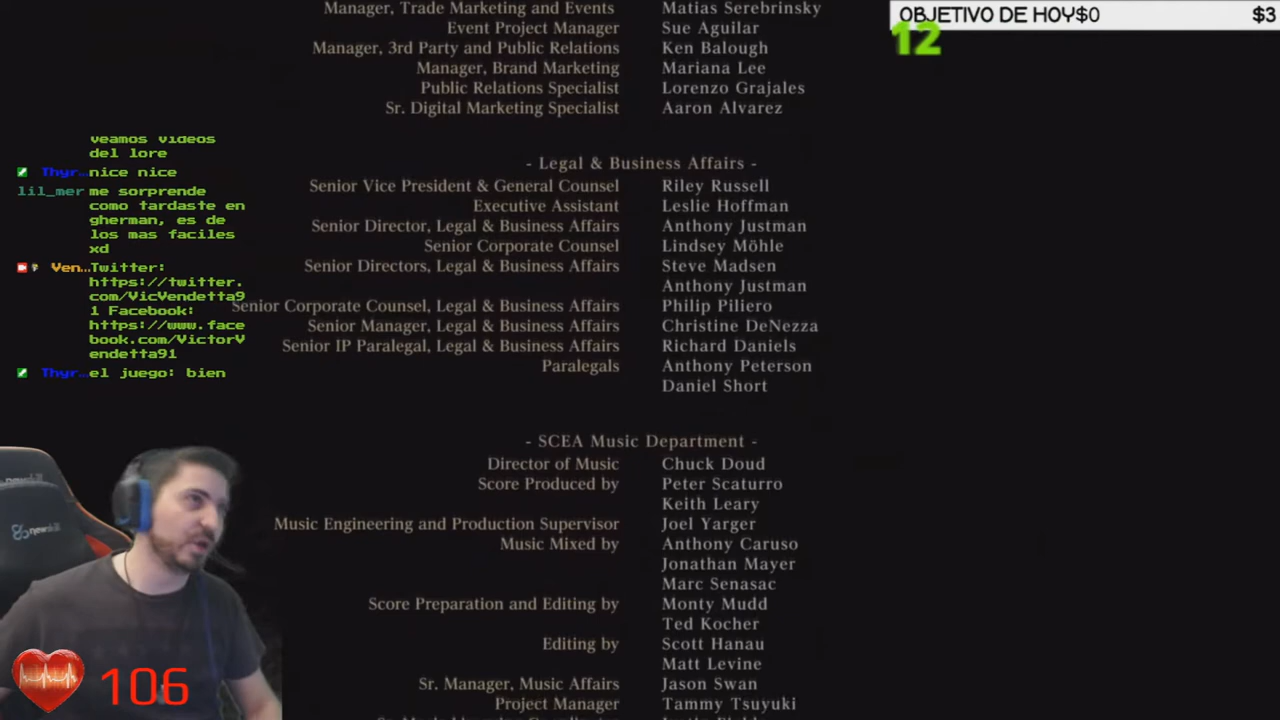 Manager, Trade Marketing and Events Matias Serebrinsky
Event Project Manager Sue Aguilar
Manager, 3rd Party and Public Relations Ken Balough
Manager, Brand Marketing Mariana Lee
Public Relations Specialist Lorenzo Grajales
Sr. Digital Marketing Specialist Aaron Alvarez
- Legal & Business Affairs -
Senior Vice President & General Counsel Riley Russell
Executive Assistant Leslie Hoffman
Senior Director, Legal & Business Affairs Anthony Justman
Senior Corporate Counsel Lindsey Möhle
Senior Directors, Legal & Business Affairs Steve Madsen
Anthony Justman
Senior Corporate Counsel, Legal & Business Affairs Philip Piliero
Senior Manager, Legal & Business Affairs Christine DeNezza
Senior IP Paralegal, Legal & Business Affairs Richard Daniels
Paralegals Anthony Peterson
Daniel Short
- SCEA Music Department -
Director of Music Chuck Doud
Score Produced by Peter Scaturro
Keith Leary
Music Engineering and Production Supervisor Joel Yarger
Music Mixed by Anthony Caruso
Jonathan Mayer
Marc Senasac
Score Preparation and Editing by Monty Mudd
Ted Kocher
Editing by Scott Hanau
Matt Levine
Sr. Manager, Music Affairs Jason Swan
Project Manager Tammy Tsuyuki
OBJETIVO DE HOY$0 $3
12
veamos videos
del lore
Thyr… nice nice
lil_mer me sorprende
como tardaste en
gherman, es de
los mas faciles
xd
Ven… Twitter:
https://twitter.
com/VicVendetta9
1 Facebook:
https://www.face
book.com/VictorV
endetta91
Thyr… el juego: bien
newskill
106